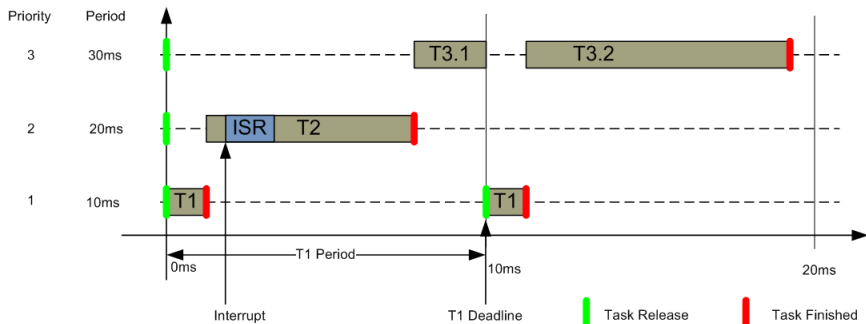 Priority Period
3 30ms T3.1 T3.2
2 20ms ISR T2
1 10ms T1 T1
0ms T1 Period 10ms 20ms
Interrupt T1 Deadline Task Release Task Finished